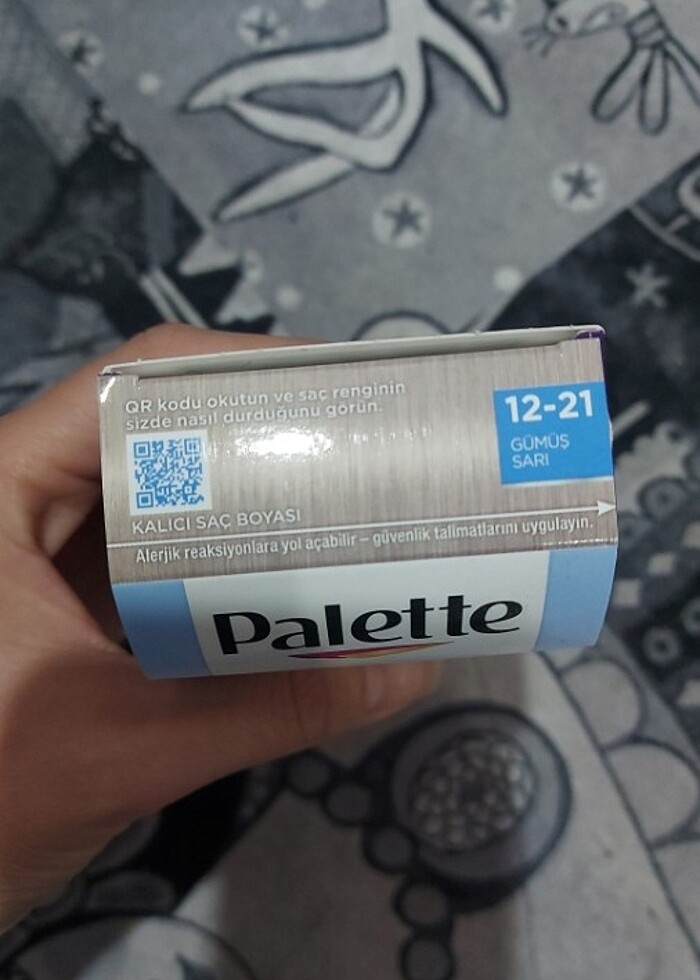 QR kodu okutun ve saç renginin
sizde nasıl durduğunu görün.
12-21
GÜMÜŞ
SARI
KALICI SAÇ BOYASI
Alerjik reaksiyonlara yol açabilir – güvenlik talimatlarını uygulayın.
Palette